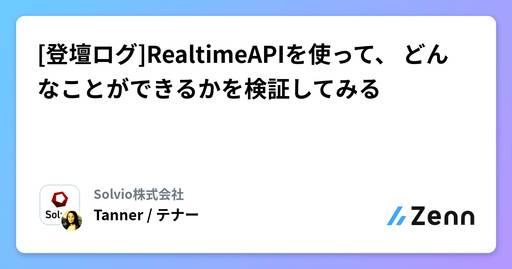 [登壇ログ]RealtimeAPIを使って、 どん
なことができるかを検証してみる
Solvio株式会社
Tanner / テナー
Zenn